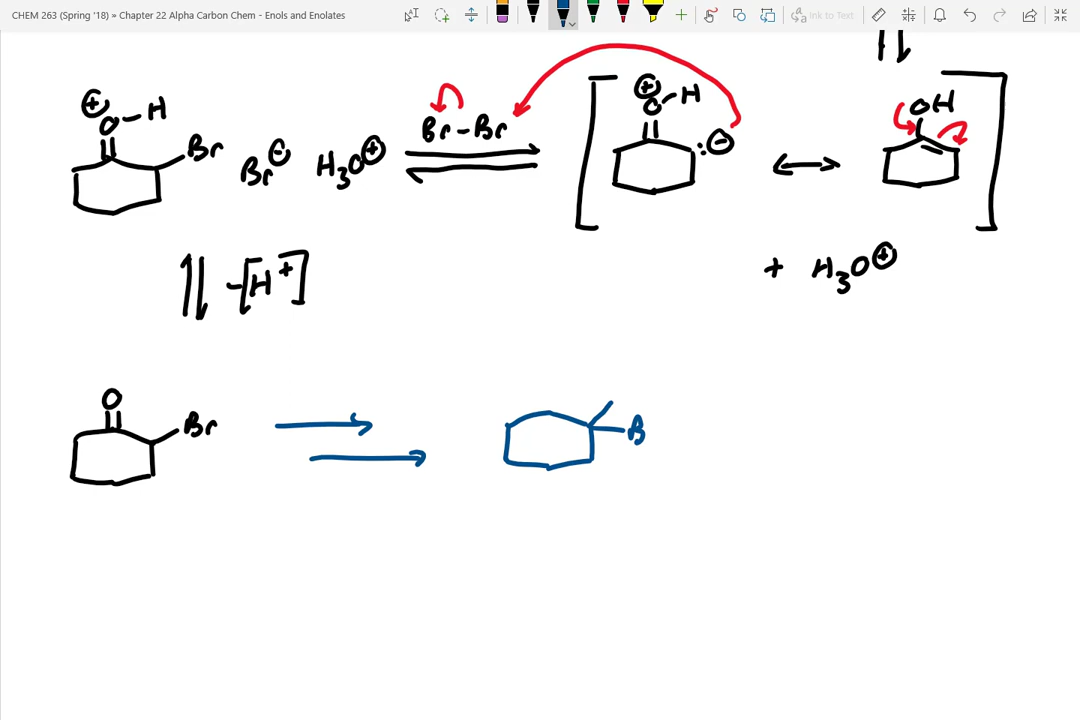 CHEM 263 (Spring '18) » Chapter 22 Alpha Carbon Chem - Enols and Enolates
Ink to Text
⊕
O-H
Br
Br⊖
H3O⊕
Br-Br
⊕
O-H
:⊖
OH
+ H3O⊕
-[H+]
O
Br
B